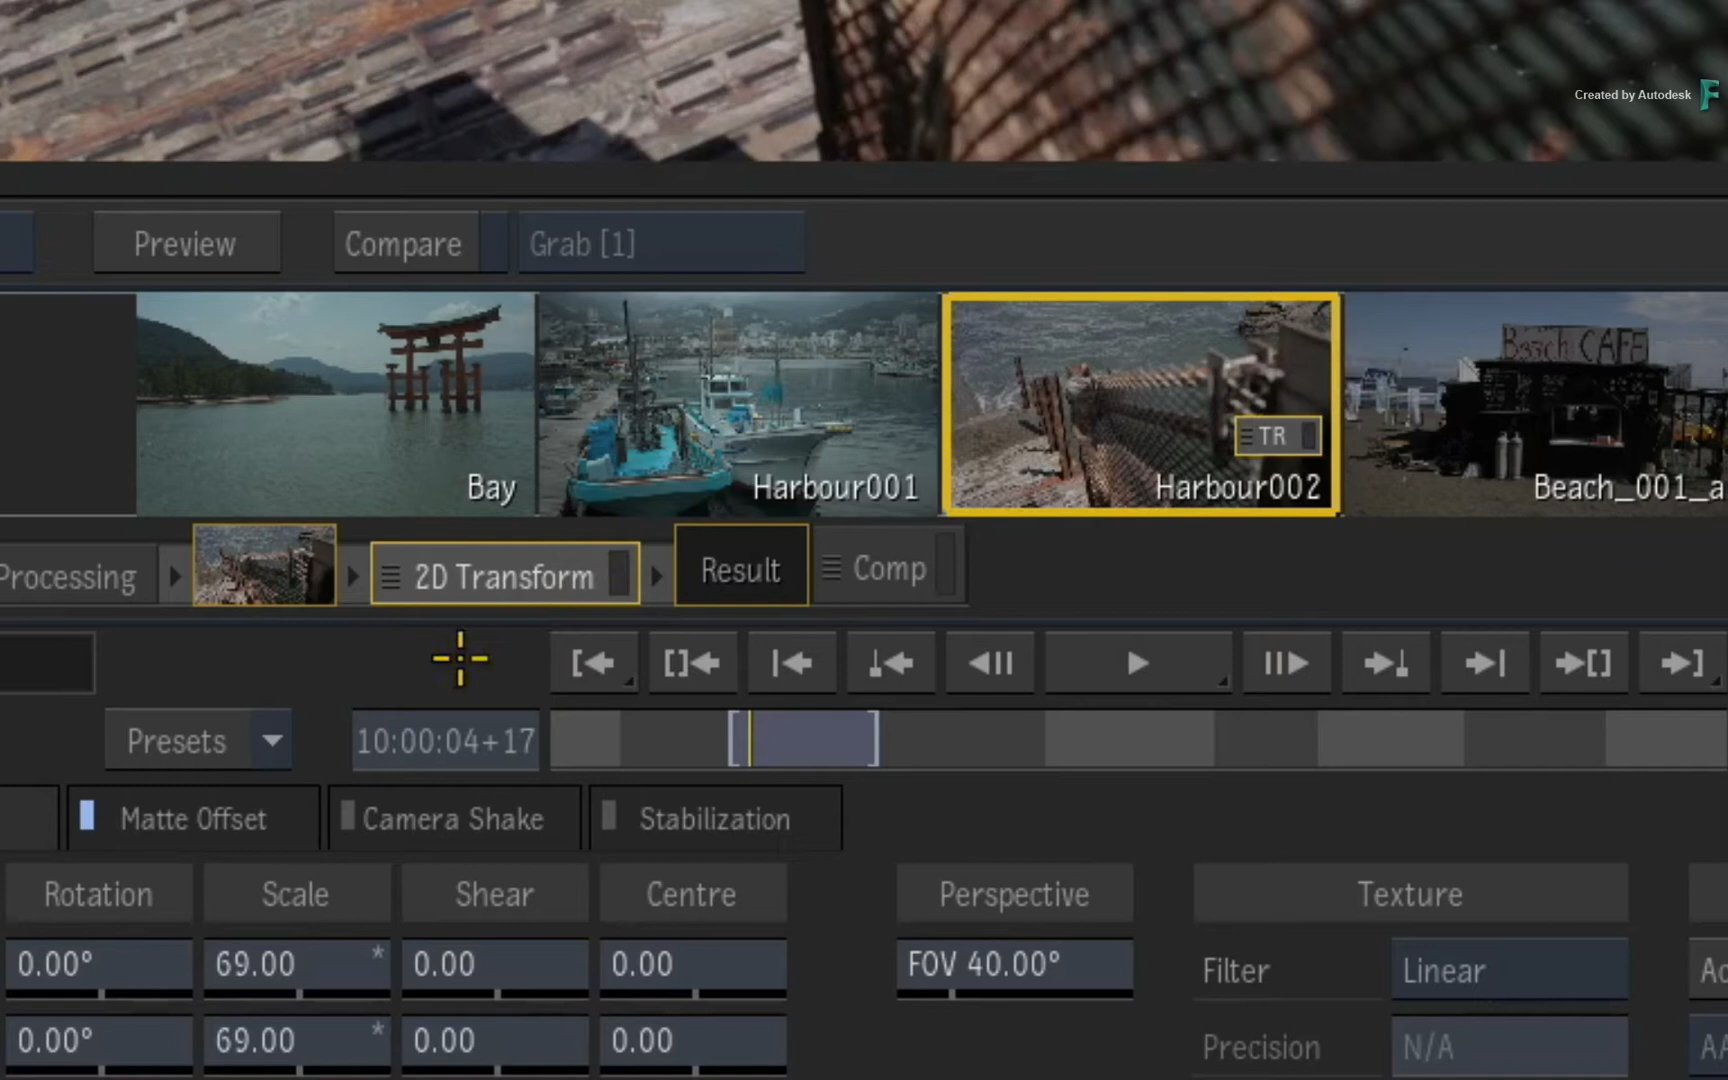 Created by Autodesk
Preview
Compare
Grab [1]
Beach CAFE
TR
Bay
Harbour001
Harbour002
Beach_001_a
Processing
2D Transform
Result
Comp
Presets
10:00:04+17
Matte Offset
Camera Shake
Stabilization
Rotation
Scale
Shear
Centre
Perspective
Texture
0.00°
69.00 *
0.00
0.00
FOV 40.00°
Filter
Linear
Ac
0.00°
69.00 *
0.00
0.00
Precision
N/A
AA